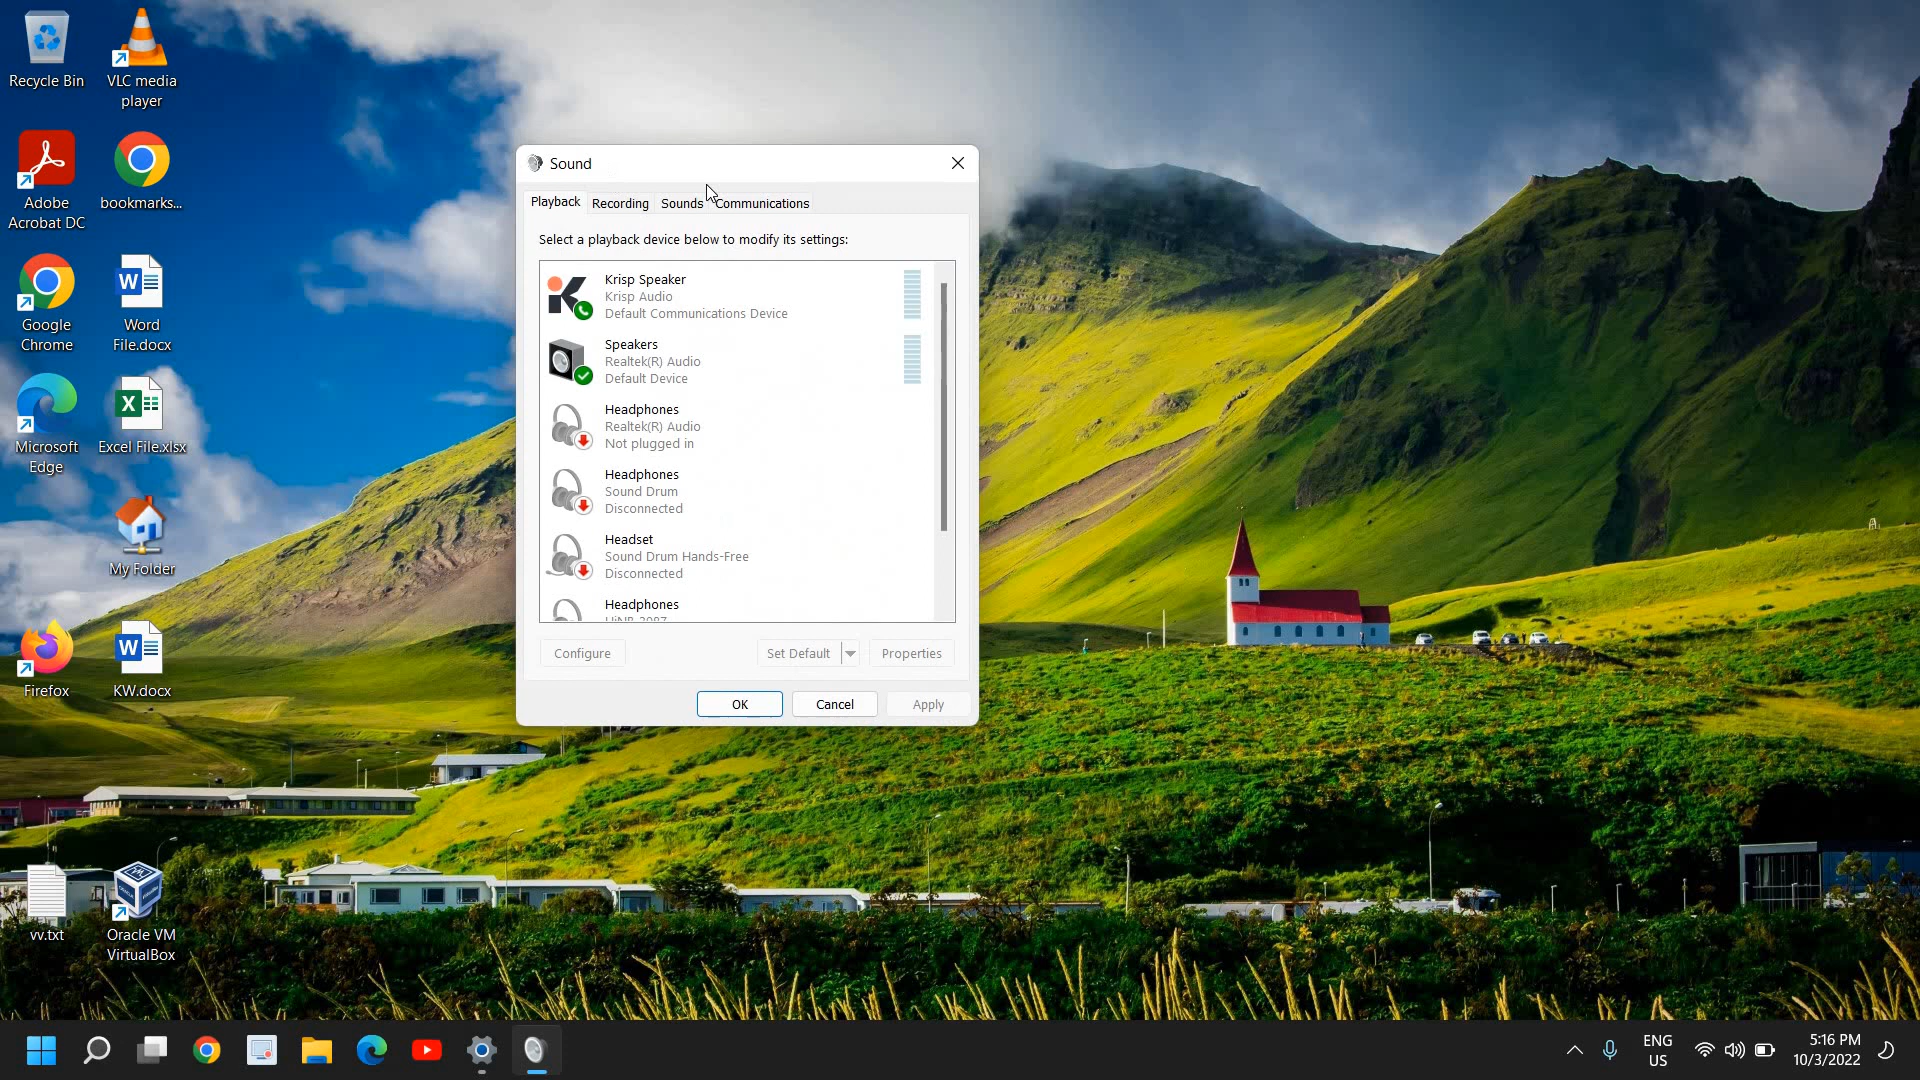 Recycle Bin
VLC media
player
Adobe
Acrobat DC
bookmarks...
Google
Chrome
Word
File.docx
Microsoft
Edge
Excel File.xlsx
My Folder
Firefox
KW.docx
vv.txt
Oracle VM
VirtualBox
Sound
Playback
Recording
Sounds
Communications
Select a playback device below to modify its settings:
Krisp Speaker
Krisp Audio
Default Communications Device
Speakers
Realtek(R) Audio
Default Device
Headphones
Realtek(R) Audio
Not plugged in
Headphones
Sound Drum
Disconnected
Headset
Sound Drum Hands-Free
Disconnected
Headphones
Configure
Set Default
Properties
OK
Cancel
Apply
ENG
US
5:16 PM
10/3/2022